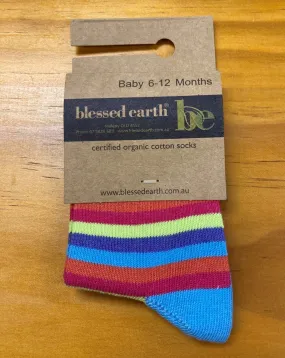 Baby 6-12 Months
blessed earth®
be
certified organic cotton socks
www.blessedearth.com.au